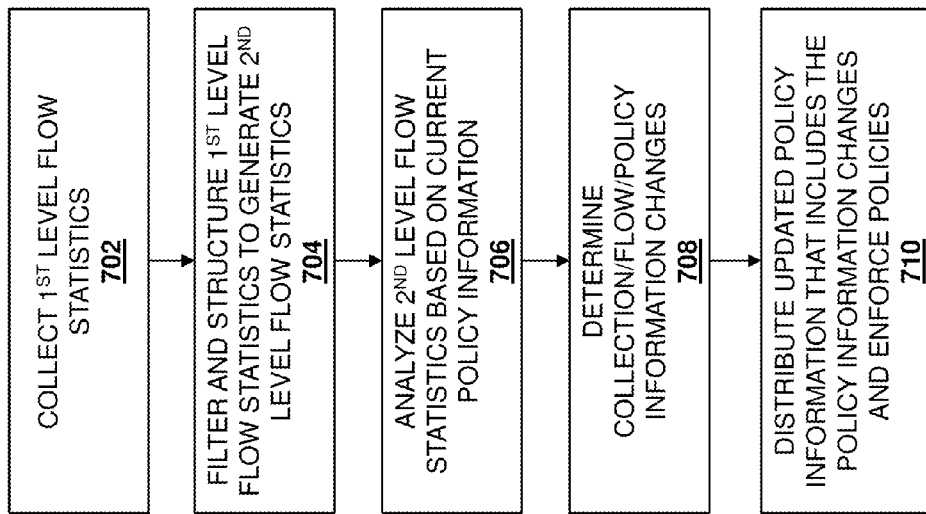 COLLECT 1ST LEVEL FLOW
STATISTICS
702
FILTER AND STRUCTURE 1ST LEVEL
FLOW STATISTICS TO GENERATE 2ND
LEVEL FLOW STATISTICS
704
ANALYZE 2ND LEVEL FLOW
STATISTICS BASED ON CURRENT
POLICY INFORMATION
706
DETERMINE
COLLECTION/FLOW/POLICY
INFORMATION CHANGES
708
DISTRIBUTE UPDATED POLICY
INFORMATION THAT INCLUDES THE
POLICY INFORMATION CHANGES
AND ENFORCE POLICIES
710